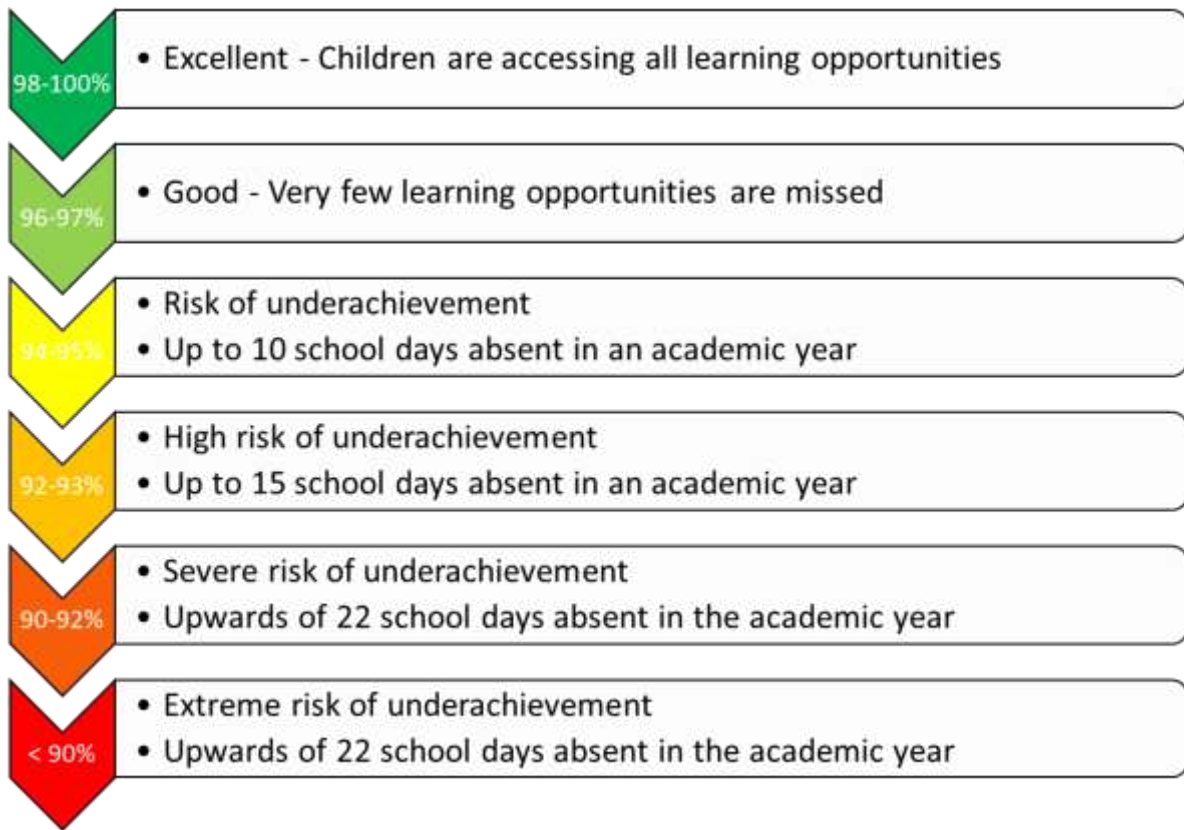 98-100%
• Excellent - Children are accessing all learning opportunities
96-97%
• Good - Very few learning opportunities are missed
94-95%
• Risk of underachievement
• Up to 10 school days absent in an academic year
92-93%
• High risk of underachievement
• Up to 15 school days absent in an academic year
90-92%
• Severe risk of underachievement
• Upwards of 22 school days absent in the academic year
< 90%
• Extreme risk of underachievement
• Upwards of 22 school days absent in the academic year